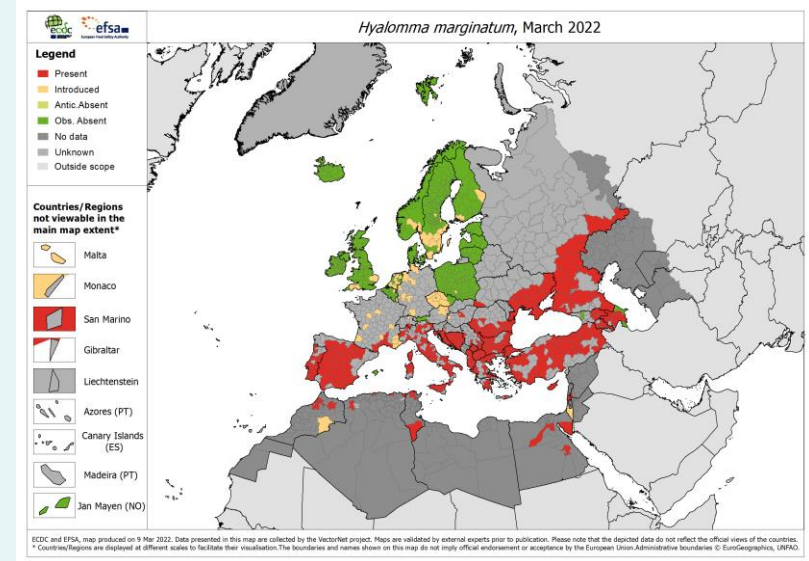 ecdc
efsa
European Food Safety Authority
Hyalomma marginatum, March 2022
Legend
Present
Introduced
Antic.Absent
Obs. Absent
No data
Unknown
Outside scope
Countries/Regions
not viewable in the
main map extent*
Malta
Monaco
San Marino
Gibraltar
Liechtenstein
Azores (PT)
Canary Islands
(ES)
Madeira (PT)
Jan Mayen (NO)
ECDC and EFSA, map produced on 9 Mar 2022. Data presented in this map are collected by the VectorNet project. Maps are validated by external experts prior to publication. Please note that the depicted data do not reflect the official views of the countries.
* Countries/Regions are displayed at different scales to facilitate their visualisation.The boundaries and names shown on this map do not imply official endorsement or acceptance by the European Union.Administrative boundaries © EuroGeographics, UNFAO.